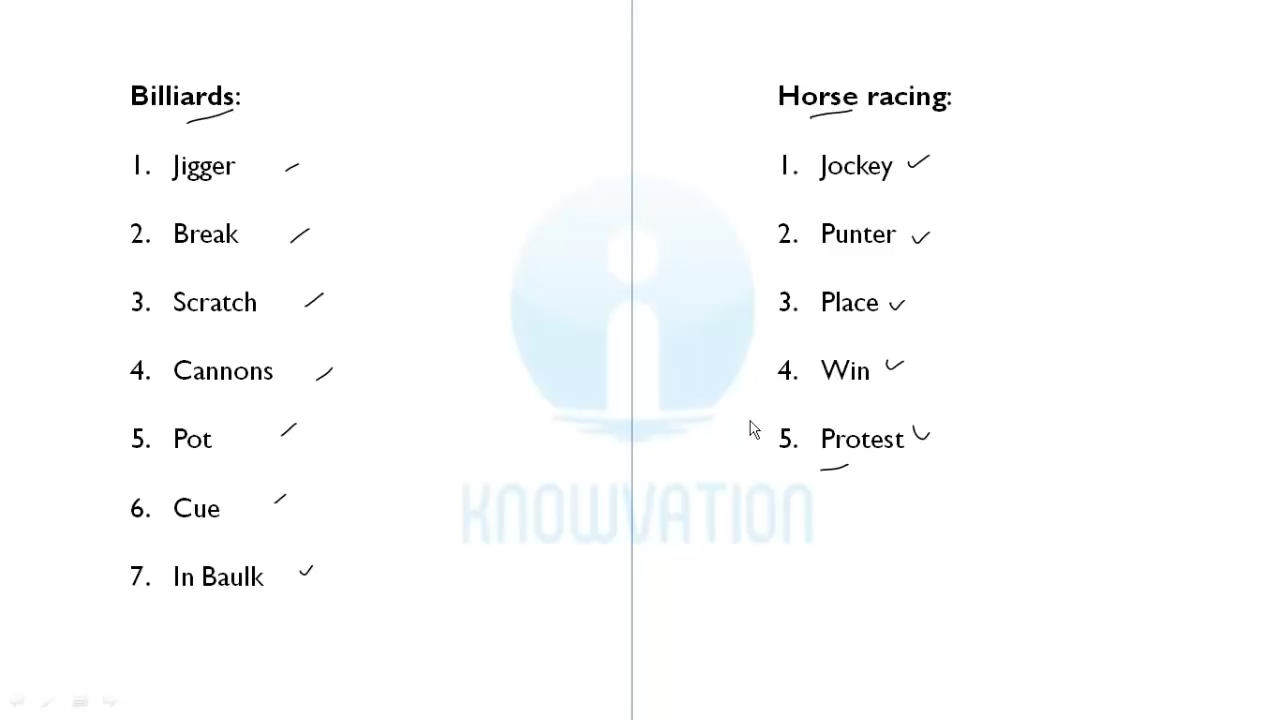 Billiards:
1. Jigger
2. Break
3. Scratch
4. Cannons
5. Pot
6. Cue
7. In Baulk
Horse racing:
1. Jockey
2. Punter
3. Place
4. Win
5. Protest
KNOWVATION